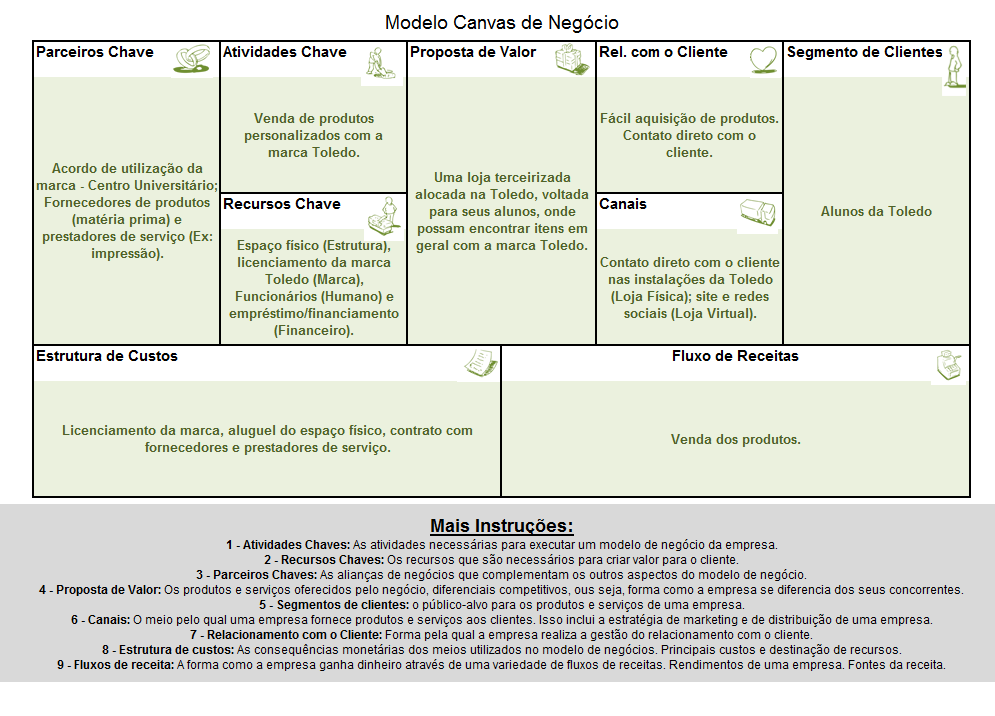 Modelo Canvas de Negócio
Parceiros Chave
Acordo de utilização da
marca - Centro Universitário;
Fornecedores de produtos
(matéria prima) e
prestadores de serviço (Ex:
impressão).
Atividades Chave
Venda de produtos
personalizados com a
marca Toledo.
Recursos Chave
Espaço físico (Estrutura),
licenciamento da marca
Toledo (Marca),
Funcionários (Humano) e
empréstimo/financiamento
(Financeiro).
Proposta de Valor
Uma loja terceirizada
alocada na Toledo, voltada
para seus alunos, onde
possam encontrar itens em
geral com a marca Toledo.
Rel. com o Cliente
Fácil aquisição de produtos.
Contato direto com o
cliente.
Canais
Contato direto com o cliente
nas instalações da Toledo
(Loja Física); site e redes
sociais (Loja Virtual).
Segmento de Clientes
Alunos da Toledo
Estrutura de Custos
Licenciamento da marca, aluguel do espaço físico, contrato com
fornecedores e prestadores de serviço.
Fluxo de Receitas
Venda dos produtos.
Mais Instruções:
1 - Atividades Chaves: As atividades necessárias para executar um modelo de negócio da empresa.
2 - Recursos Chaves: Os recursos que são necessários para criar valor para o cliente.
3 - Parceiros Chaves: As alianças de negócios que complementam os outros aspectos do modelo de negócio.
4 - Proposta de Valor: Os produtos e serviços oferecidos pelo negócio, diferenciais competitivos, ous seja, forma como a empresa se diferencia dos seus concorrentes.
5 - Segmentos de clientes: o público-alvo para os produtos e serviços de uma empresa.
6 - Canais: O meio pelo qual uma empresa fornece produtos e serviços aos clientes. Isso inclui a estratégia de marketing e de distribuição de uma empresa.
7 - Relacionamento com o Cliente: Forma pela qual a empresa realiza a gestão do relacionamento com o cliente.
8 - Estrutura de custos: As consequências monetárias dos meios utilizados no modelo de negócios. Principais custos e destinação de recursos.
9 - Fluxos de receita: A forma como a empresa ganha dinheiro através de uma variedade de fluxos de receitas. Rendimentos de uma empresa. Fontes da receita.